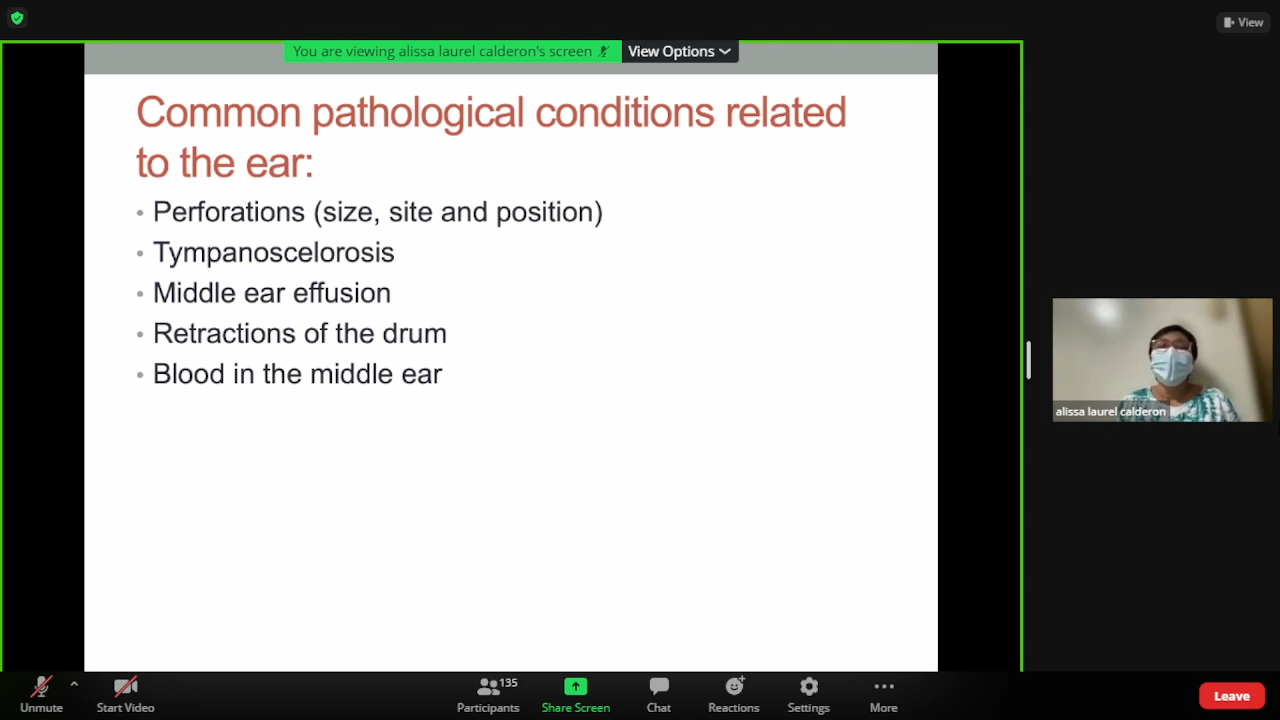 View
You are viewing alissa laurel calderon's screen
View Options
Common pathological conditions related
to the ear:
• Perforations (size, site and position)
• Tympanoscelorosis
• Middle ear effusion
• Retractions of the drum
• Blood in the middle ear
alissa laurel calderon
Unmute
Start Video
Participants
135
Share Screen
Chat
Reactions
Settings
More
Leave